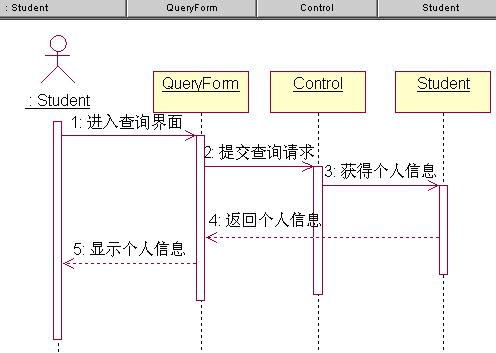 : Student
QueryForm
Control
Student
: Student
QueryForm
Control
Student
1: 进入查询界面
2: 提交查询请求
3: 获得个人信息
4: 返回个人信息
5: 显示个人信息